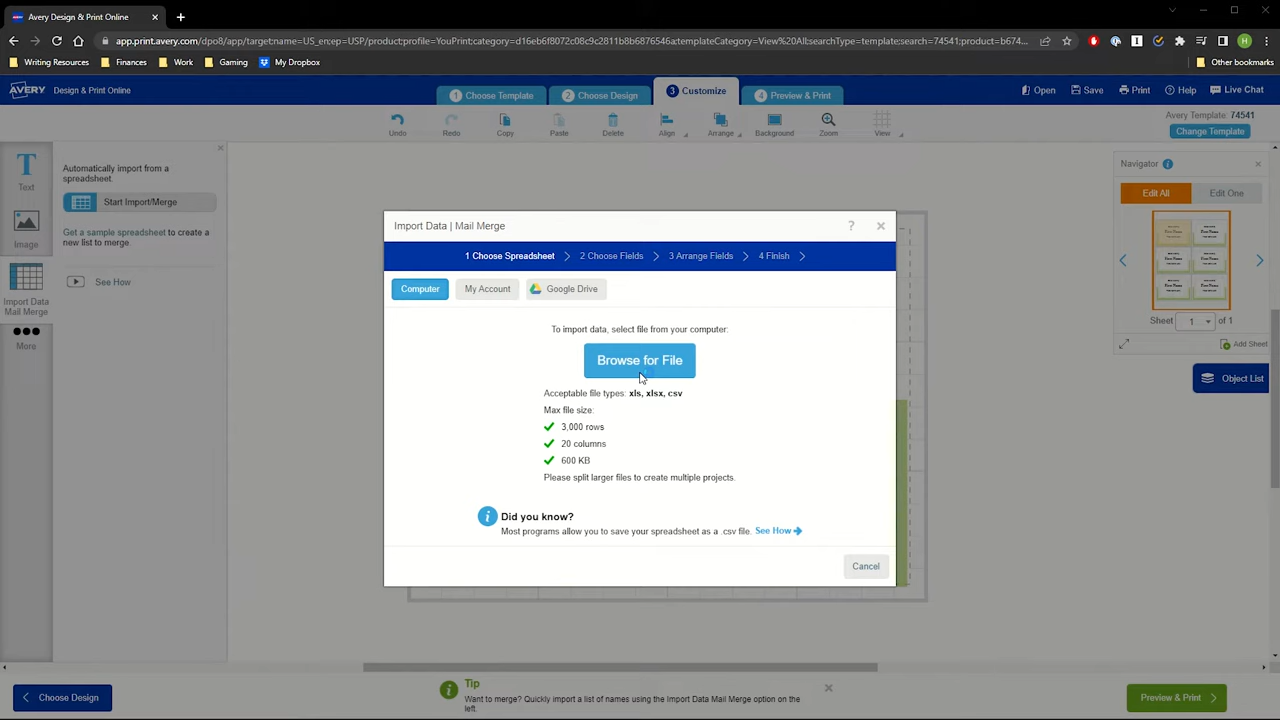 Avery Design & Print Online
app.print.avery.com/dpo8/app/target:name=US_en;ep=USP/product:profile=YouPrint;category=d16eb6f8072c08c9c2811b8b6876546a;templateCategory=View%20All;searchType=template;search=74541;product=b674...
Writing Resources
Finances
Work
Gaming
My Dropbox
Other bookmarks
AVERY
Design & Print Online
1 Choose Template
2 Choose Design
3 Customize
4 Preview & Print
Open
Save
Print
Help
Live Chat
Undo
Redo
Copy
Paste
Delete
Align
Arrange
Background
Zoom
View
Avery Template: 74541
Change Template
Text
Image
Import Data
Mail Merge
More
Automatically import from a
spreadsheet.
Start Import/Merge
Get a sample spreadsheet to create a
new list to merge.
See How
Import Data | Mail Merge
1 Choose Spreadsheet
2 Choose Fields
3 Arrange Fields
4 Finish
Computer
My Account
Google Drive
To import data, select file from your computer:
Browse for File
Acceptable file types: xls, xlsx, csv
Max file size:
3,000 rows
20 columns
600 KB
Please split larger files to create multiple projects.
Did you know?
Most programs allow you to save your spreadsheet as a .csv file. See How
Cancel
Navigator
Edit All
Edit One
Sheet 1 of 1
Add Sheet
Object List
Choose Design
Tip
Want to merge? Quickly import a list of names using the Import Data Mail Merge option on the
left.
Preview & Print